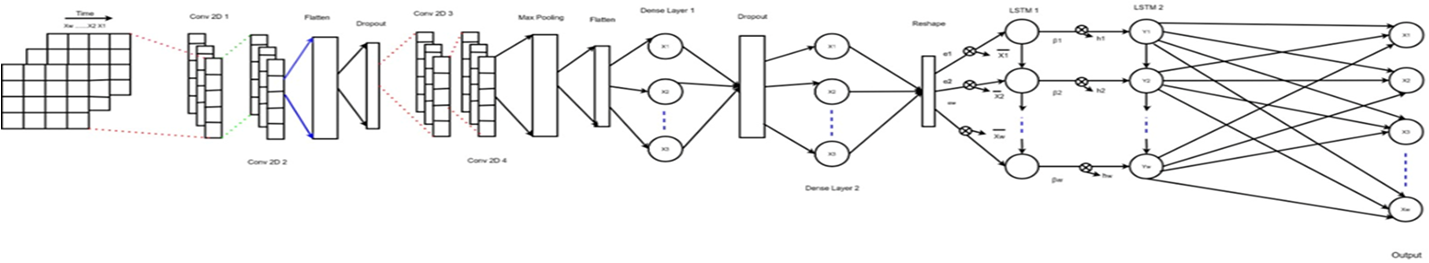 Time
Xw ......X2 X1
Conv 2D 1
Conv 2D 2
Flatten
Dropout
Conv 2D 3
Conv 2D 4
Max Pooling
Flatten
Dense Layer 1
X1
X2
X3
Dropout
X1
X2
X3
Dense Layer 2
Reshape
e1
X1
e2
X2
ew
Xw
LSTM 1
β1
h1
β2
h2
βw
hw
LSTM 2
Y1
Y2
Yw
X1
X2
X3
Xw
Output